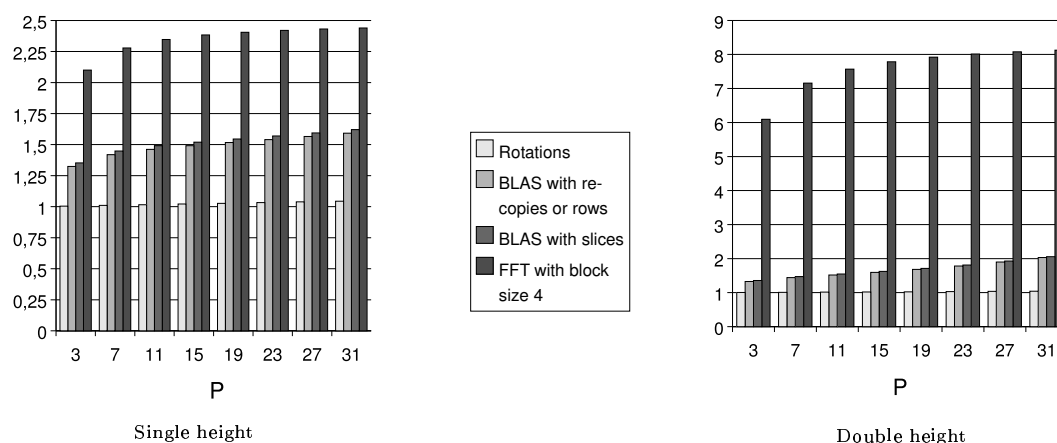 2,5
2,25
2
1,75
1,5
1,25
1
0,75
0,5
0,25
0
3 7 11 15 19 23 27 31
P
Single height
Rotations
BLAS with re-
copies or rows
BLAS with slices
FFT with block
size 4
9
8
7
6
5
4
3
2
1
0
3 7 11 15 19 23 27 31
P
Double height